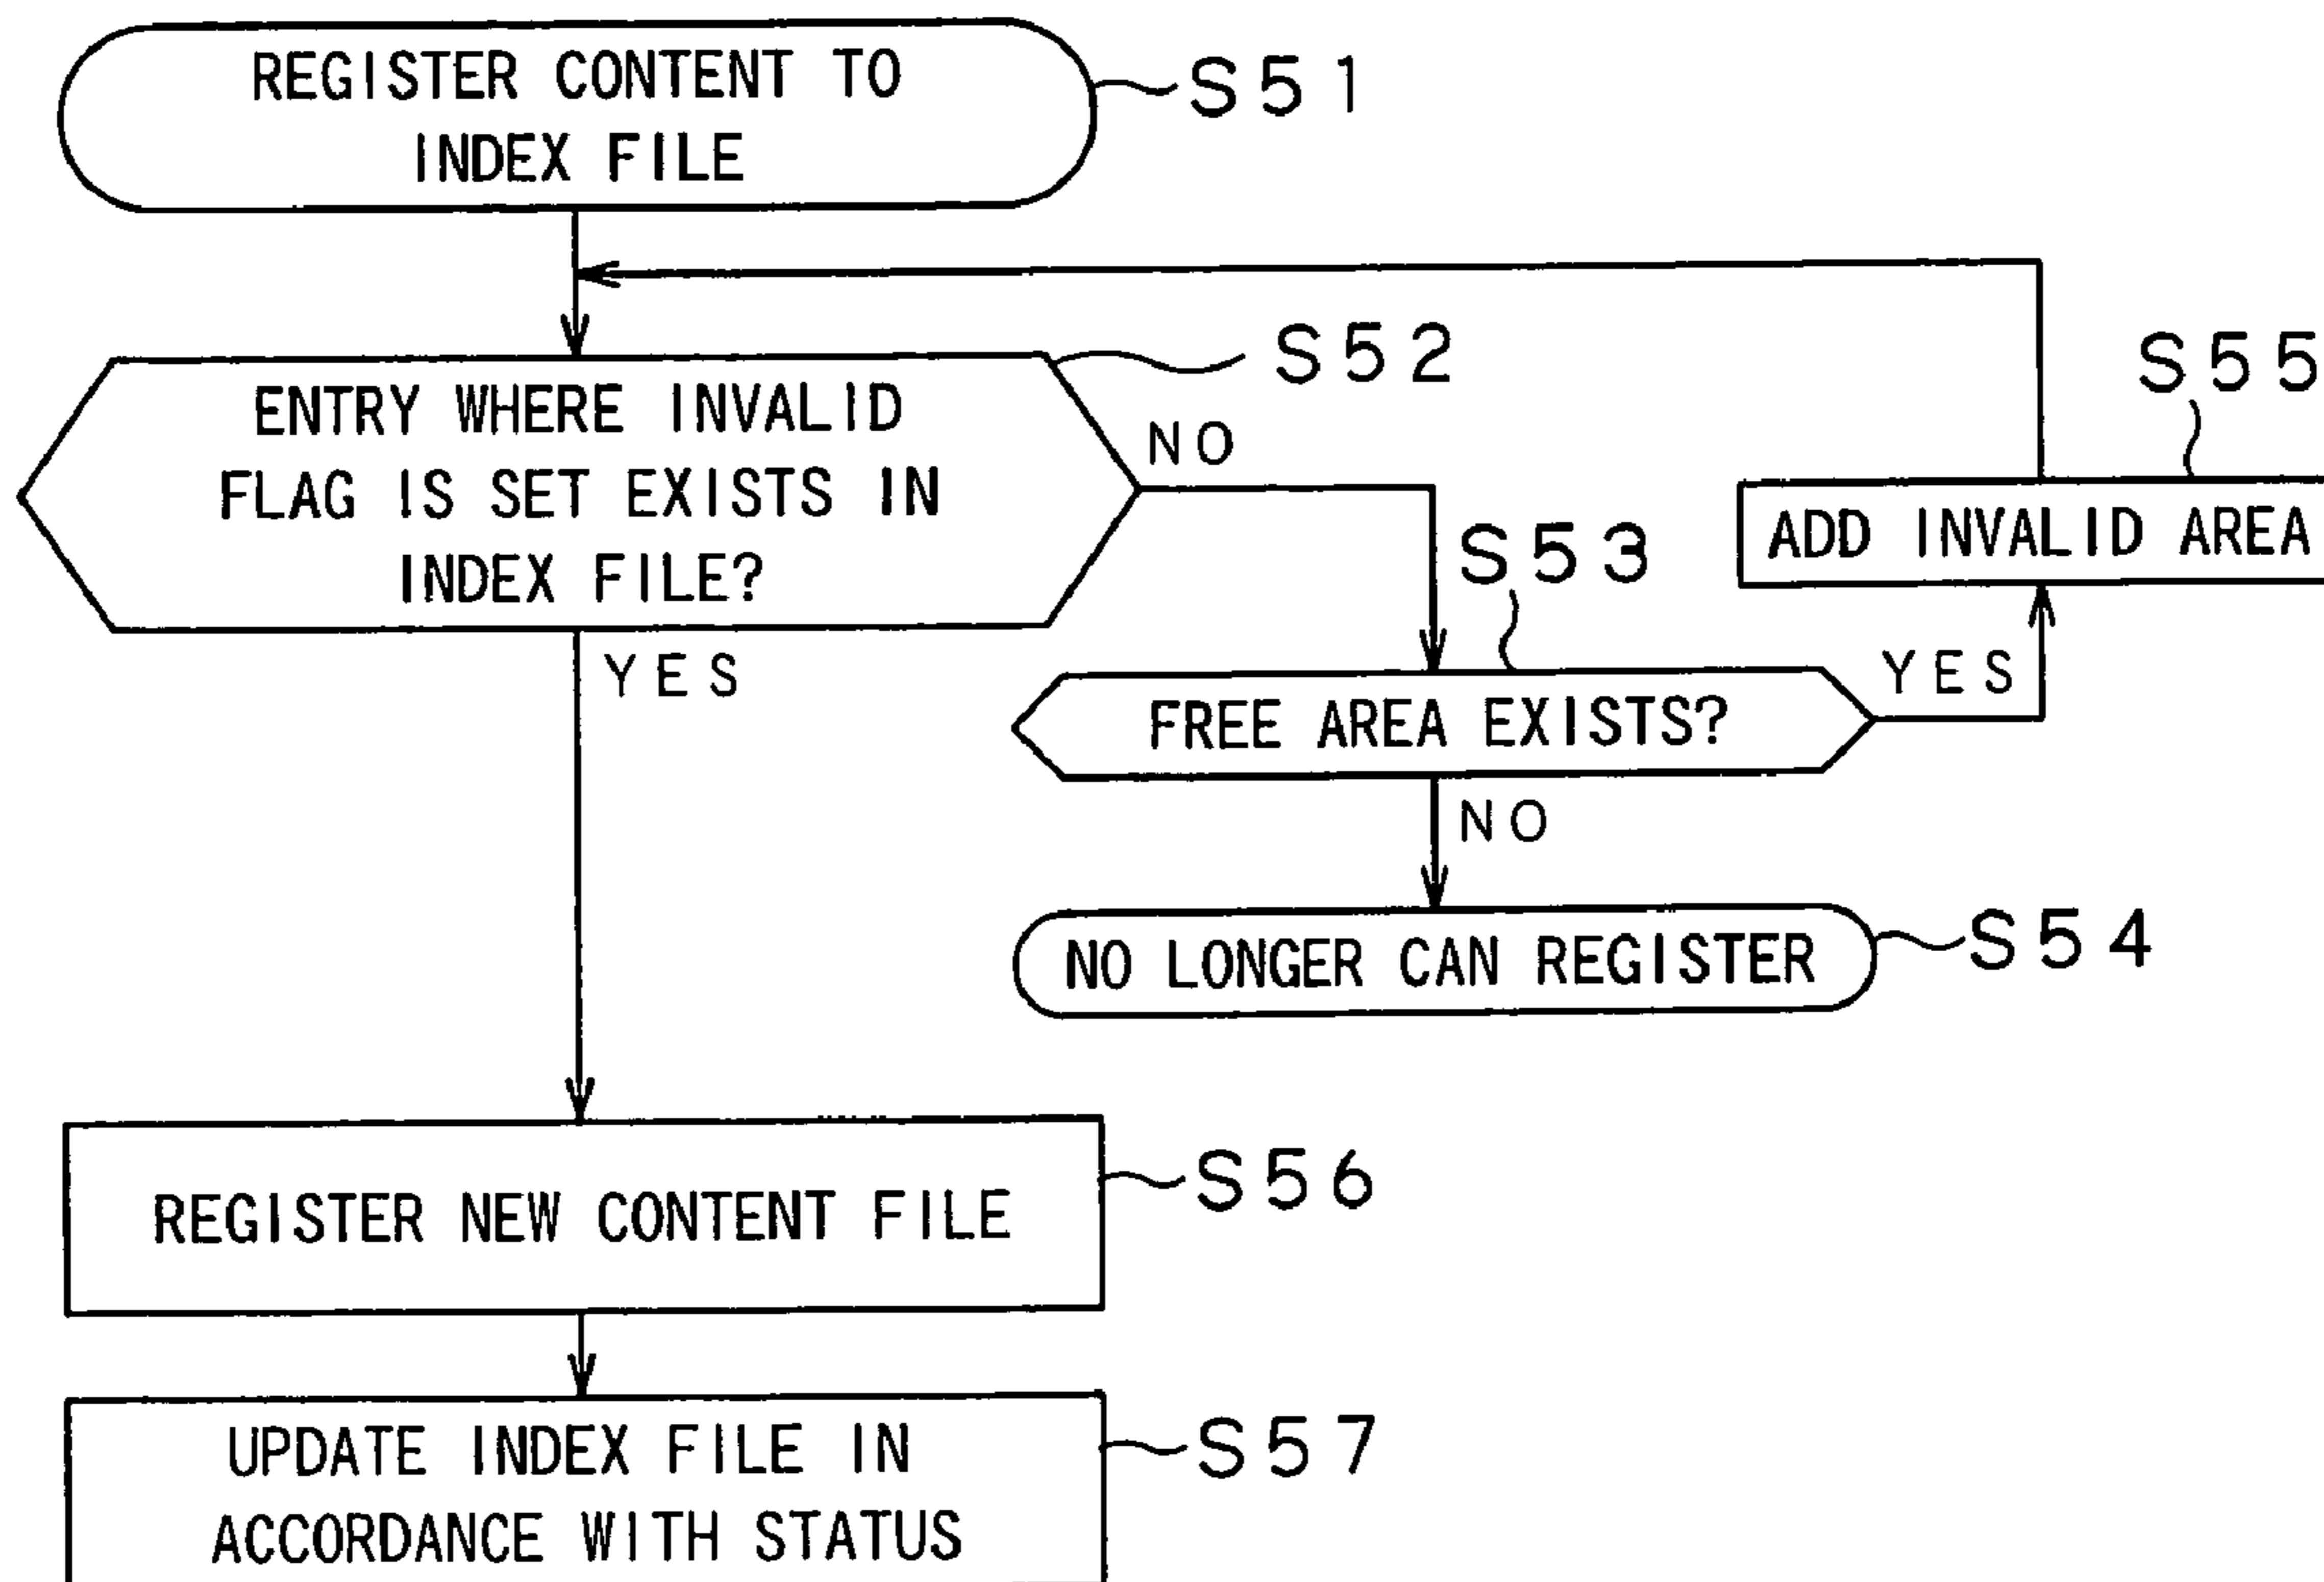 REGISTER CONTENT TO
INDEX FILE
S51
ENTRY WHERE INVALID
FLAG IS SET EXISTS IN
INDEX FILE?
S52
NO
YES
S53
FREE AREA EXISTS?
YES
NO
S55
ADD INVALID AREA
NO LONGER CAN REGISTER
S54
REGISTER NEW CONTENT FILE
S56
UPDATE INDEX FILE IN
ACCORDANCE WITH STATUS
S57